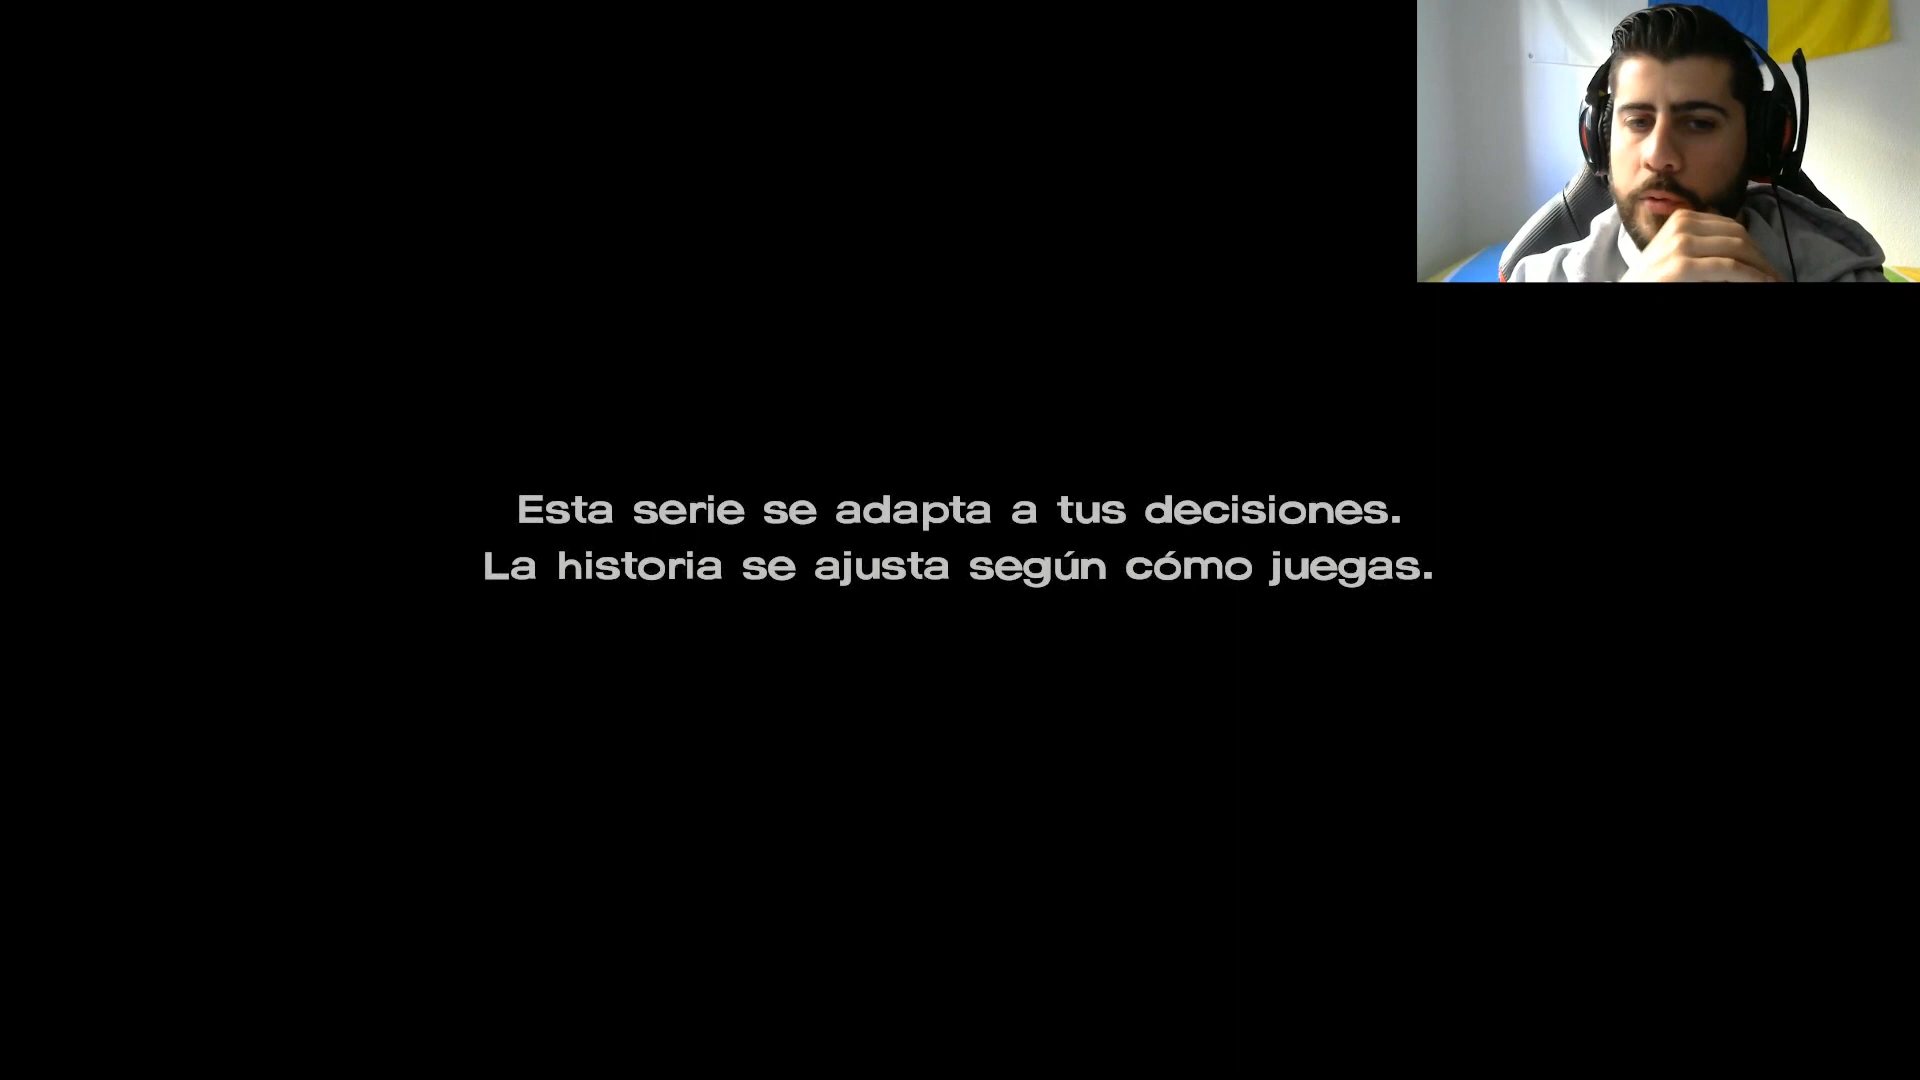 Esta serie se adapta a tus decisiones.
La historia se ajusta según cómo juegas.